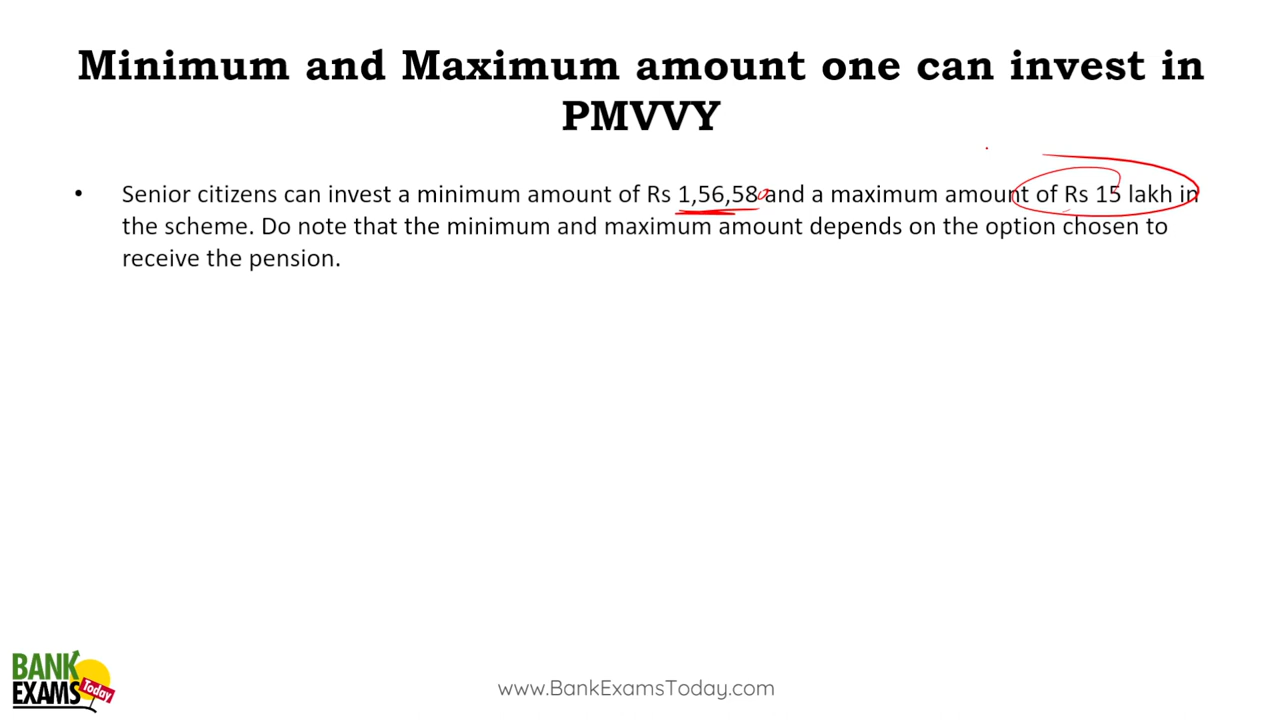 Minimum and Maximum amount one can invest in
PMVVY
• Senior citizens can invest a minimum amount of Rs 1,56,580 and a maximum amount of Rs 15 lakh in
the scheme. Do note that the minimum and maximum amount depends on the option chosen to
receive the pension.
BANK
EXAMS
Today
www.BankExamsToday.com